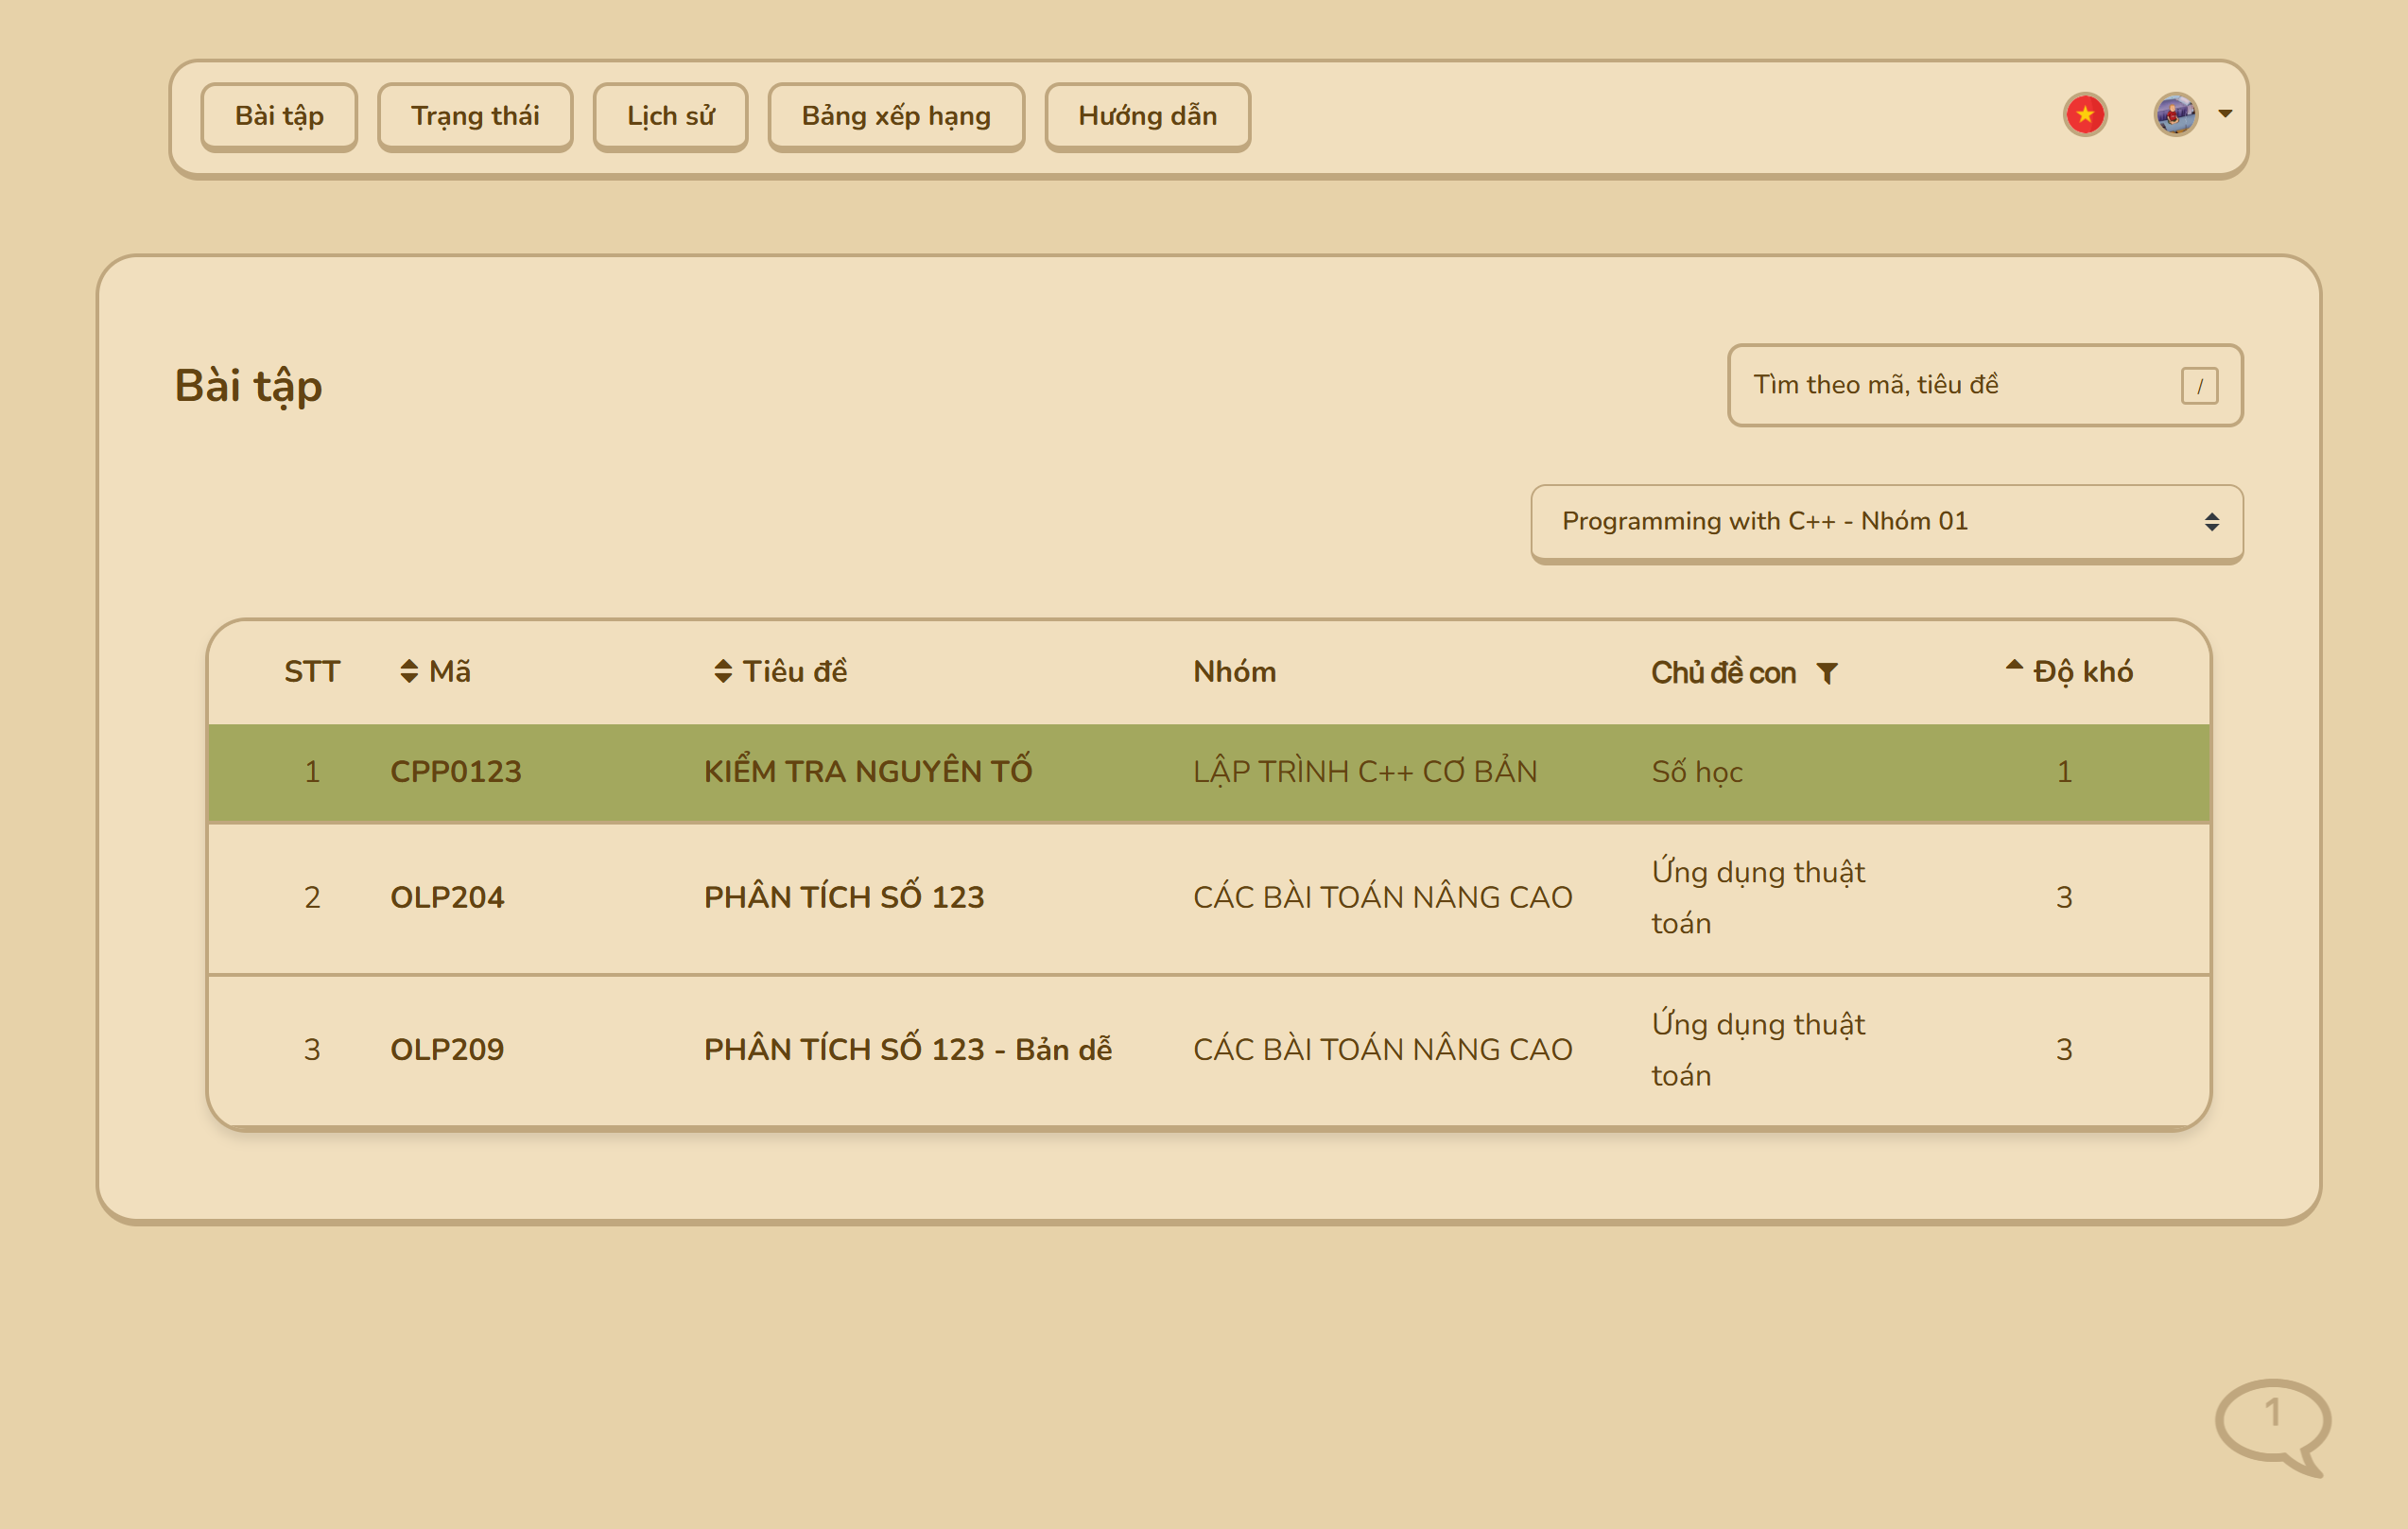 Bài tập Trạng thái Lịch sử Bảng xếp hạng Hướng dẫn
Bài tập
Tìm theo mã, tiêu đề /
Programming with C++ - Nhóm 01
STT Mã Tiêu đề Nhóm Chủ đề con Độ khó
1 CPP0123 KIỂM TRA NGUYÊN TỐ LẬP TRÌNH C++ CƠ BẢN Số học 1
2 OLP204 PHÂN TÍCH SỐ 123 CÁC BÀI TOÁN NÂNG CAO Ứng dụng thuật
toán 3
3 OLP209 PHÂN TÍCH SỐ 123 - Bản dễ CÁC BÀI TOÁN NÂNG CAO Ứng dụng thuật
toán 3
1